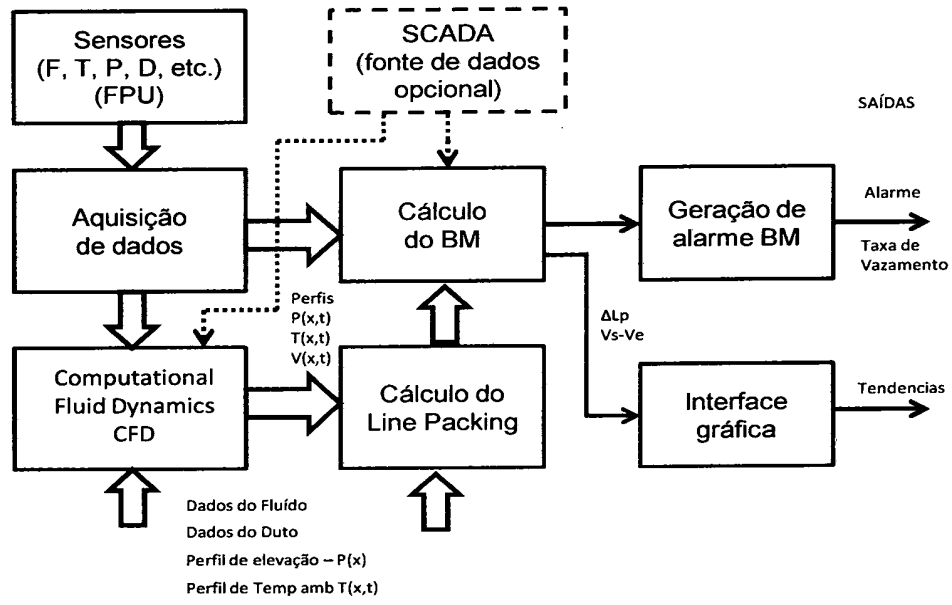 Sensores
(F, T, P, D, etc.)
(FPU)
SCADA
(fonte de dados
opcional)
SAÍDAS
Aquisição
de dados
Cálculo
do BM
Geração de
alarme BM
Alarme
Taxa de
Vazamento
Perfis
P(x,t)
T(x,t)
V(x,t)
ΔLp
Vs-Ve
Computational
Fluid Dynamics
CFD
Cálculo do
Line Packing
Interface
gráfica
Tendencias
Dados do Fluído
Dados do Duto
Perfil de elevação – P(x)
Perfil de Temp amb T(x,t)